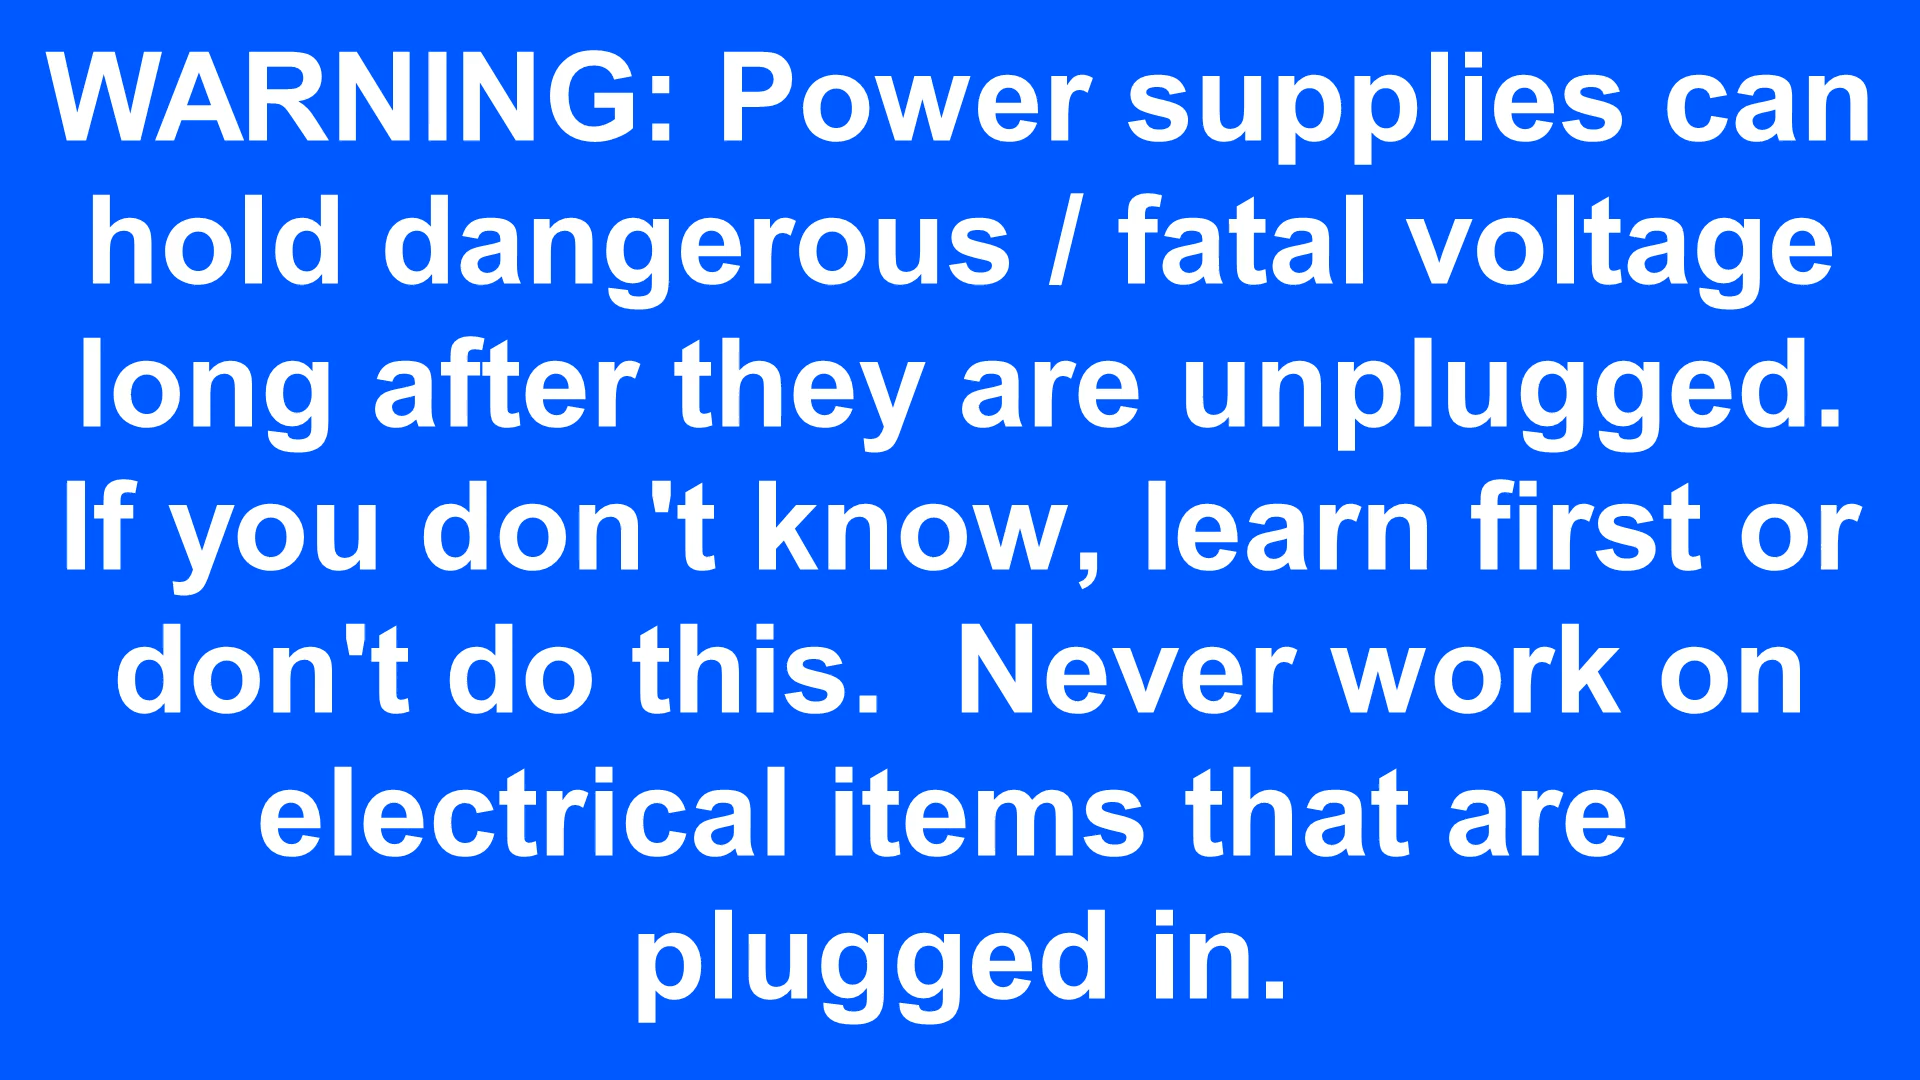 WARNING: Power supplies can
hold dangerous / fatal voltage
long after they are unplugged.
If you don't know, learn first or
don't do this.  Never work on
electrical items that are
plugged in.